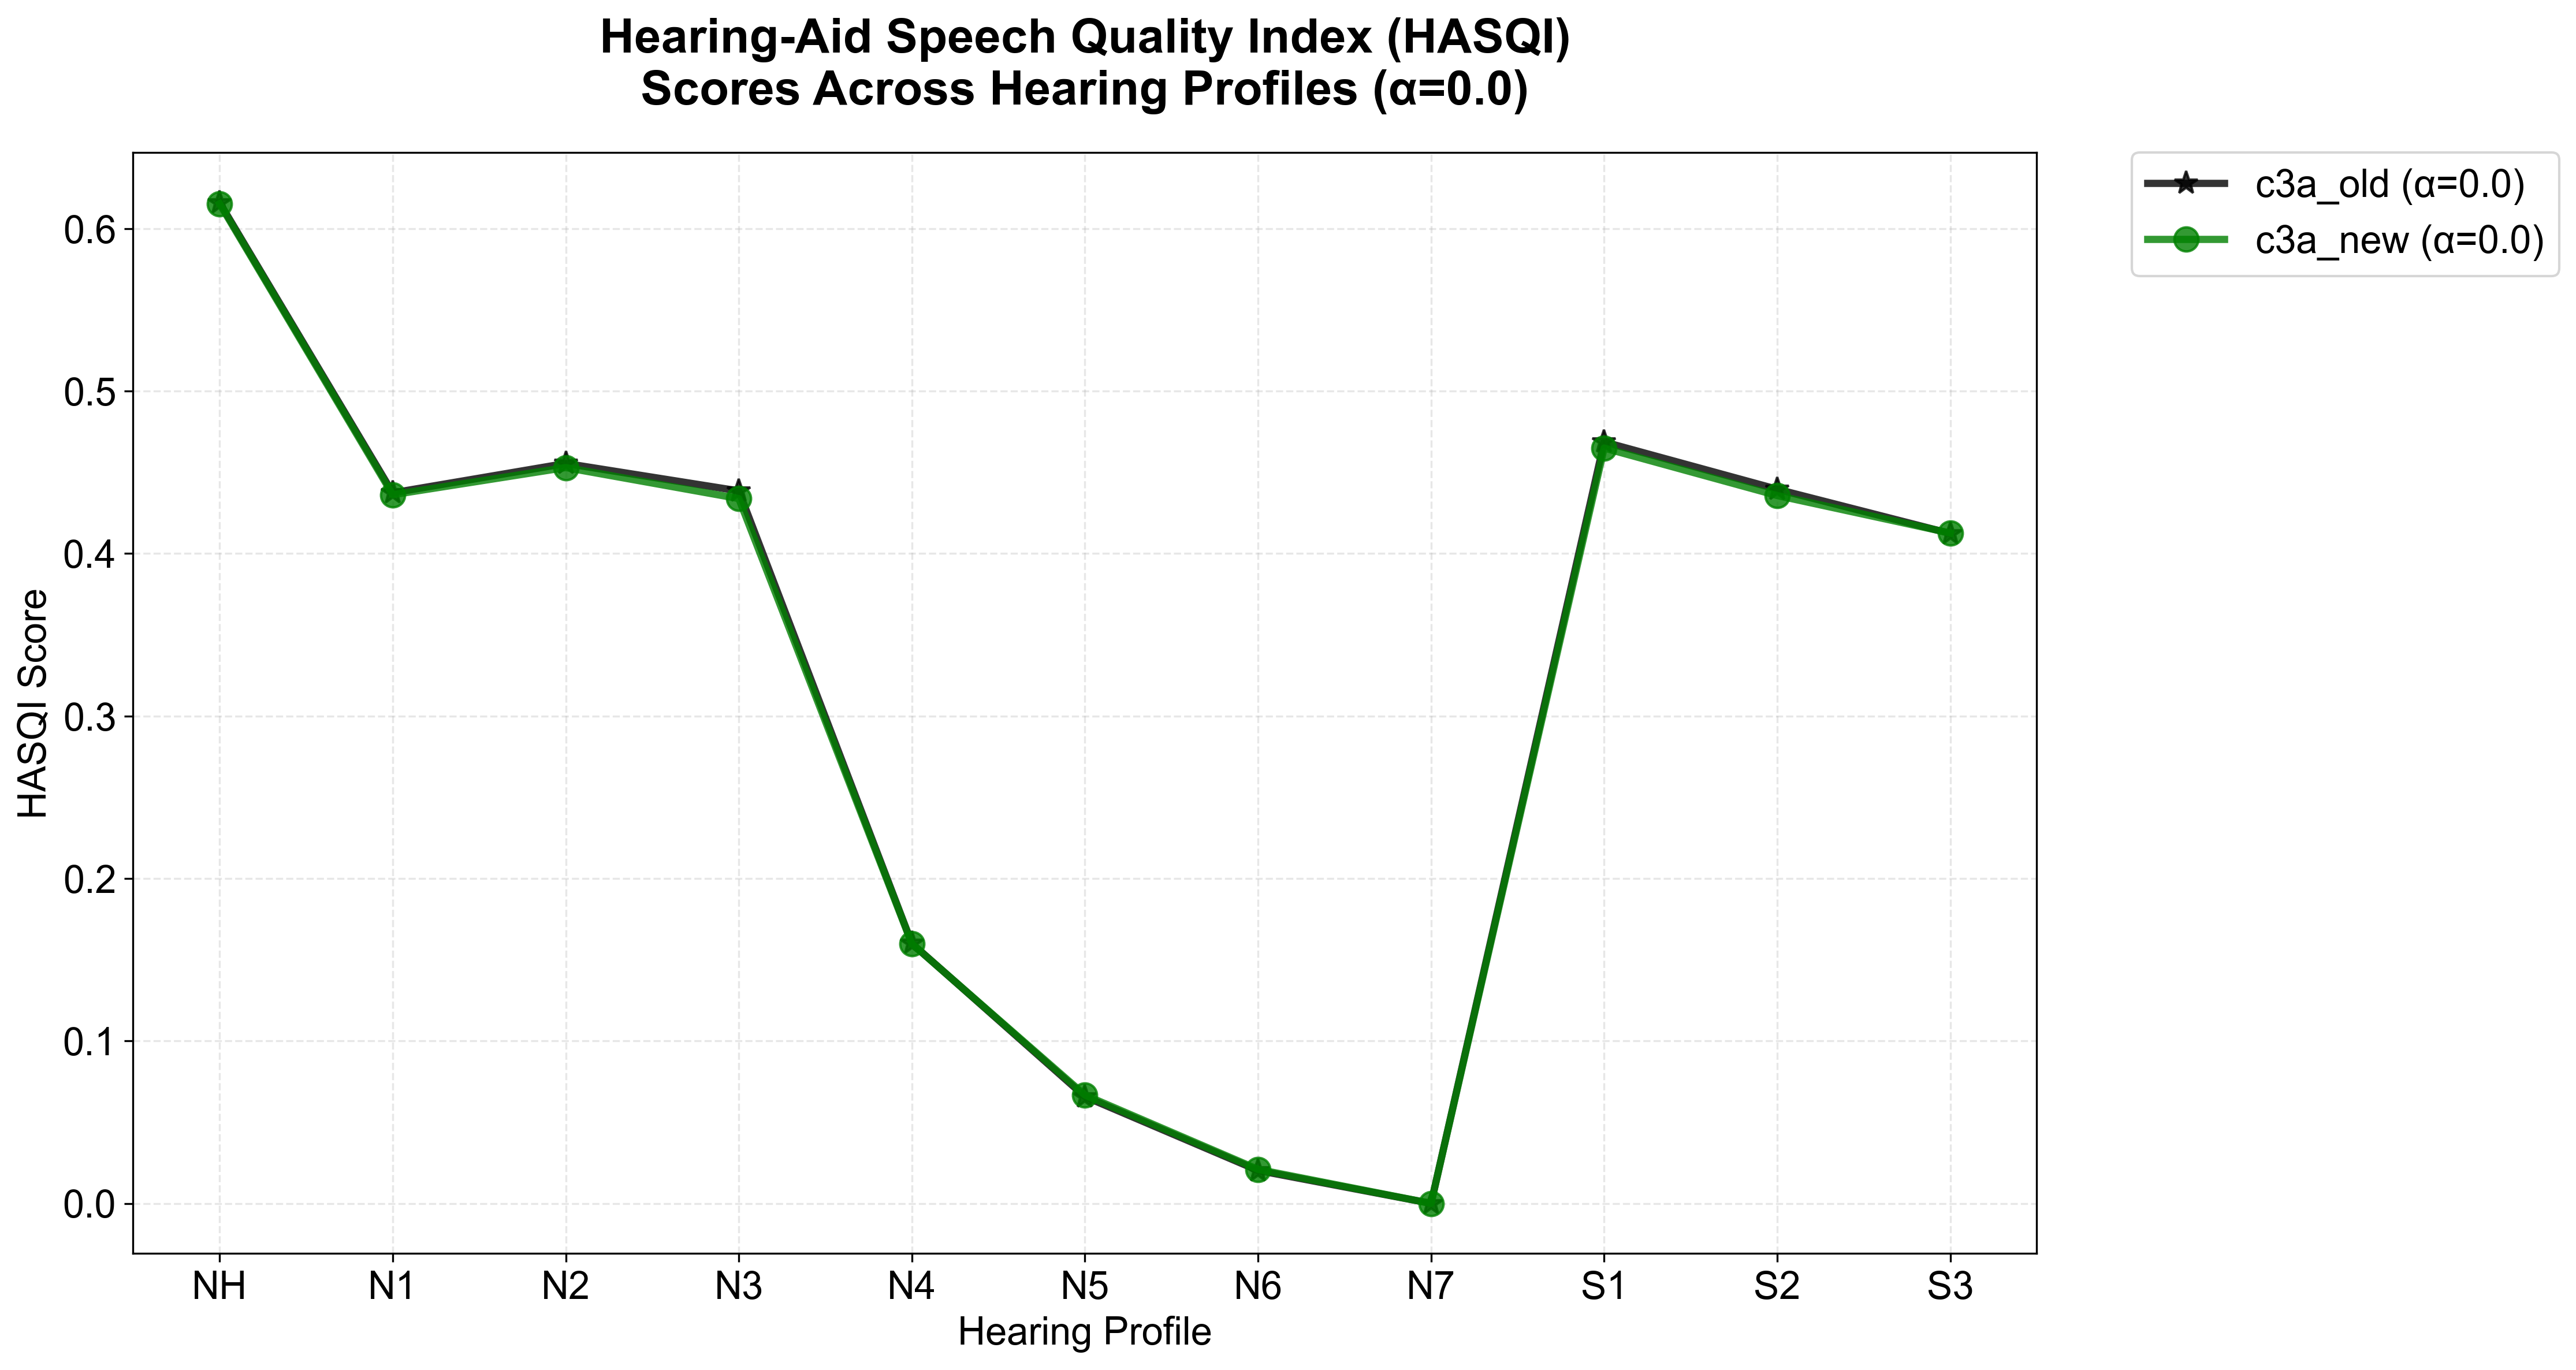 Hearing-Aid Speech Quality Index (HASQI)
Scores Across Hearing Profiles (α=0.0)
c3a_old (α=0.0)
c3a_new (α=0.0)
HASQI Score
0.6
0.5
0.4
0.3
0.2
0.1
0.0
NH N1 N2 N3 N4 N5 N6 N7 S1 S2 S3
Hearing Profile